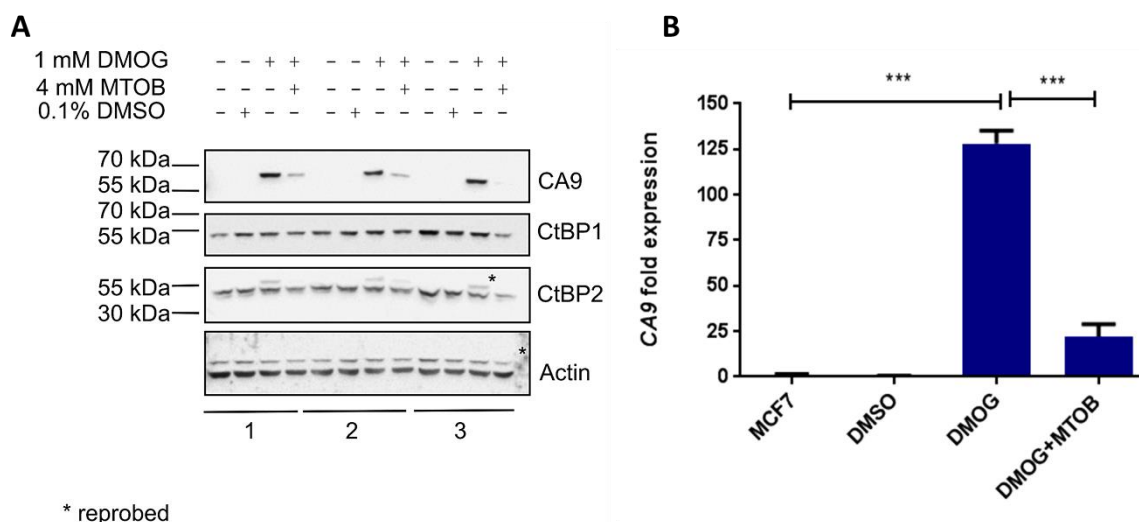 A
1 mM DMOG – – + + – – + + – – + +
4 mM MTOB – – – + – – – + – – – +
0.1% DMSO – + – – – + – – – + – –
70 kDa
55 kDa
CA9
70 kDa
55 kDa
CtBP1
55 kDa
30 kDa
*
CtBP2
*
Actin
1 2 3
* reprobed
B
*** ***
150
125
100
75
50
25
0
CA9 fold expression
MCF7
DMSO
DMOG
DMOG+MTOB